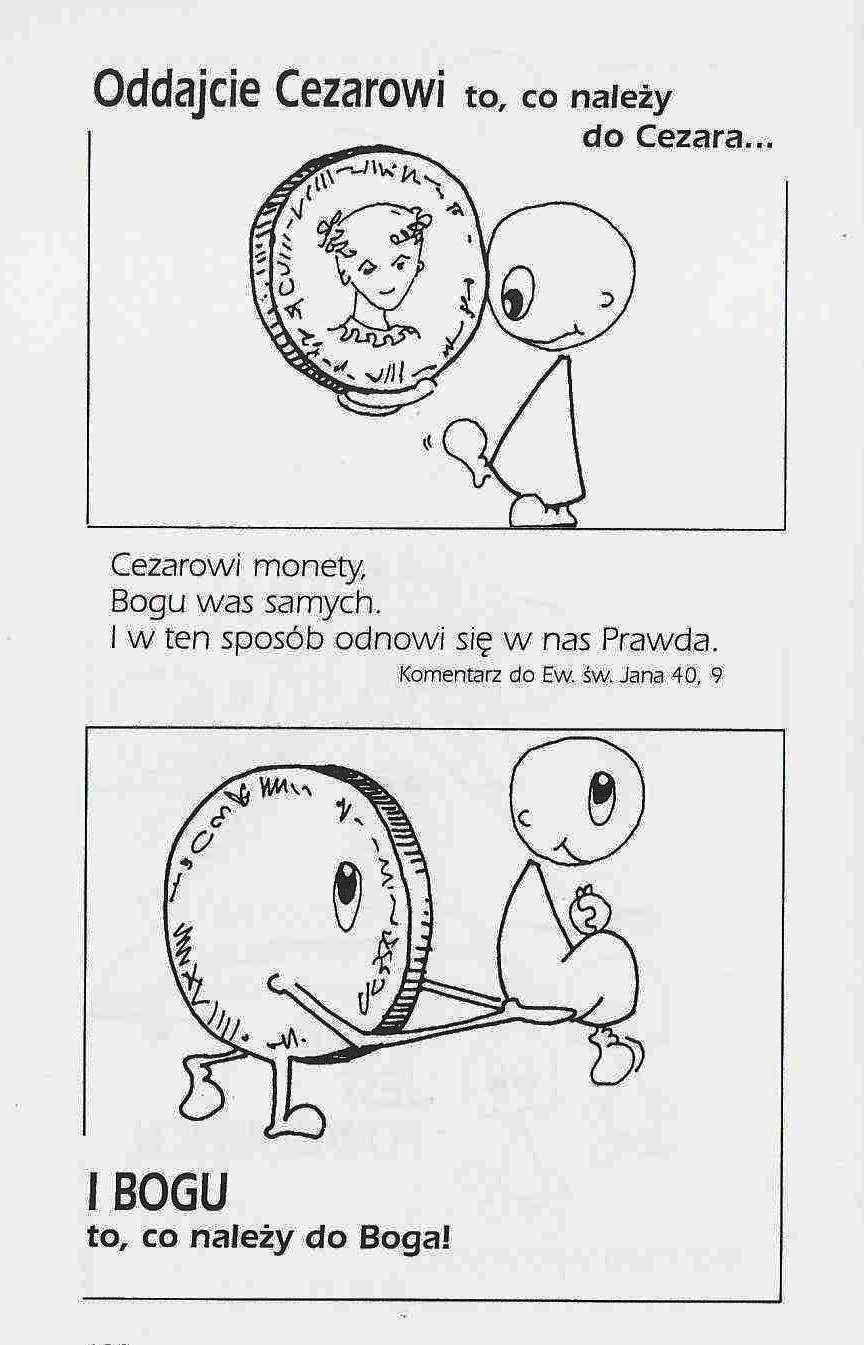 Oddajcie Cezarowi to, co należy
do Cezara...
Cezarowi monety,
Bogu was samych.
I w ten sposób odnowi się w nas Prawda.
Komentarz do Ew. św. Jana 40, 9
I BOGU
to, co należy do Boga!